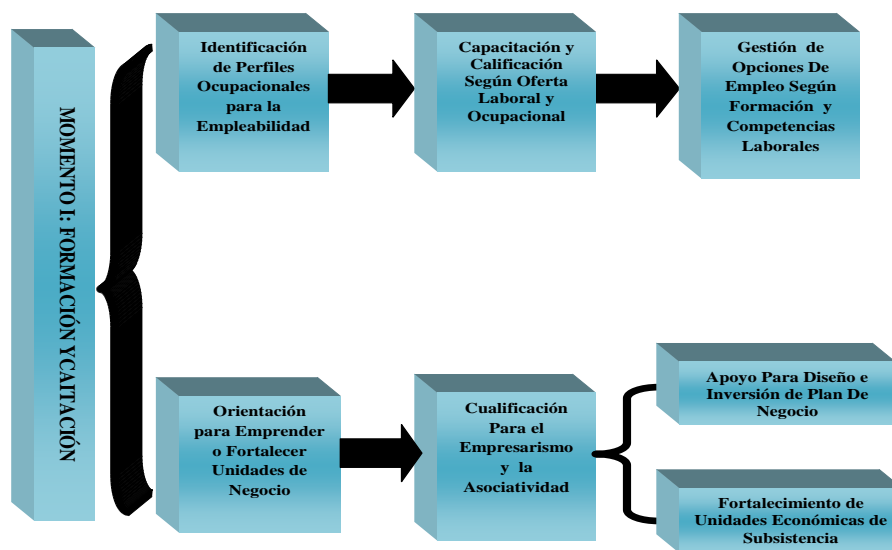 MOMENTO I: FORMACIÓN YCAITACIÓN
Identificación
de Perfiles
Ocupacionales
para la
Empleabilidad
Capacitación y
Calificación
Según Oferta
Laboral y
Ocupacional
Gestión de
Opciones De
Empleo Según
Formación y
Competencias
Laborales
Orientación
para Emprender
o Fortalecer
Unidades de
Negocio
Cualificación
Para el
Empresarismo
y la
Asociatividad
Apoyo Para Diseño e
Inversión de Plan De
Negocio
Fortalecimiento de
Unidades Económicas de
Subsistencia